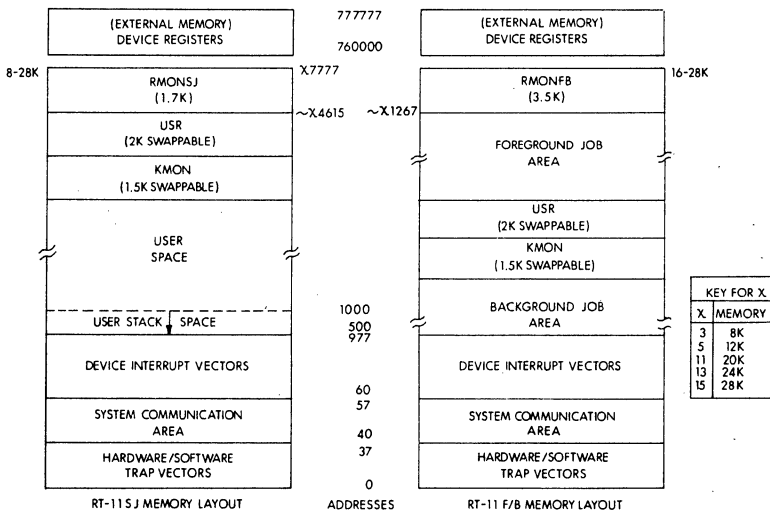 (EXTERNAL MEMORY)
DEVICE REGISTERS
777777
760000
(EXTERNAL MEMORY)
DEVICE REGISTERS
8-28K
RMONSJ
(1.7K)
X7777
~X4615
USR
(2K SWAPPABLE)
KMON
(1.5K SWAPPABLE)
USER
SPACE
USER STACK SPACE
DEVICE INTERRUPT VECTORS
SYSTEM COMMUNICATION
AREA
HARDWARE/SOFTWARE
TRAP VECTORS
RT-11 SJ MEMORY LAYOUT
1000
500
977
60
57
40
37
0
ADDRESSES
16-28K
RMONFB
(3.5K)
~X1267
FOREGROUND JOB
AREA
USR
(2K SWAPPABLE)
KMON
(1.5K SWAPPABLE)
BACKGROUND JOB
AREA
DEVICE INTERRUPT VECTORS
SYSTEM COMMUNICATION
AREA
HARDWARE/SOFTWARE
TRAP VECTORS
RT-11 F/B MEMORY LAYOUT
KEY FOR X
X MEMORY
3 8K
5 12K
11 20K
13 24K
15 28K